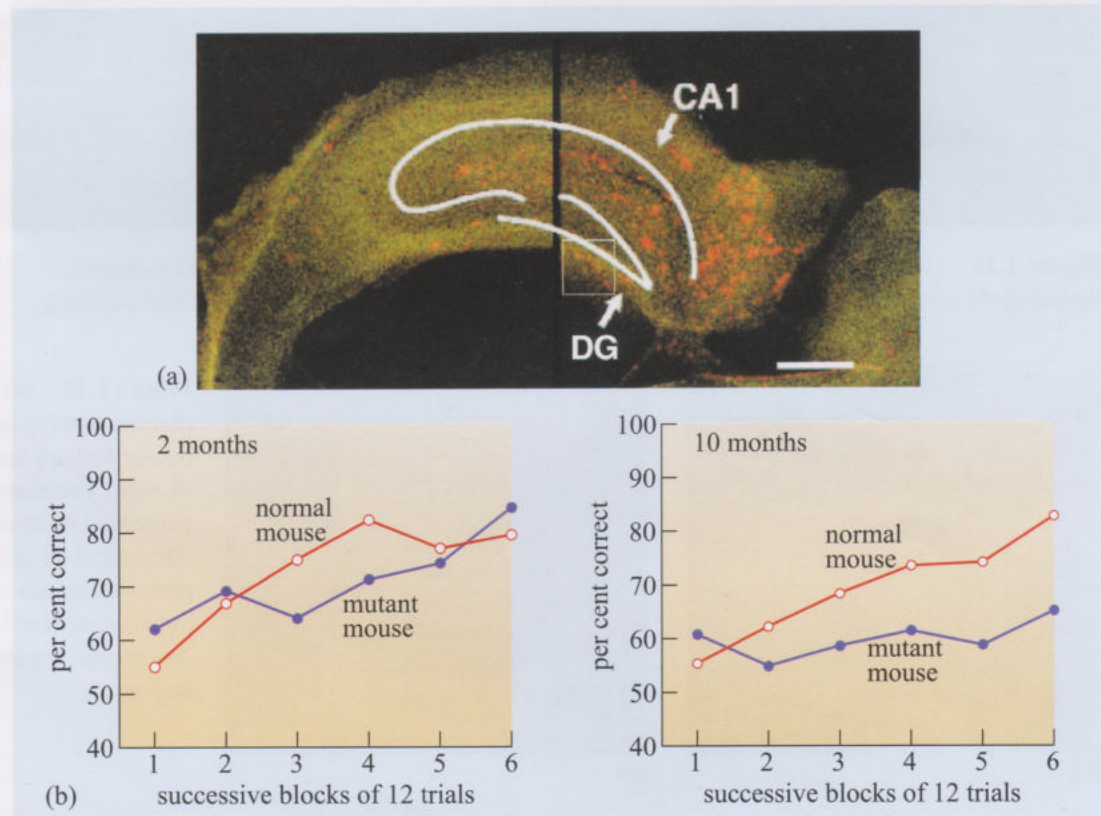 CA1
DG
(a)
100
90
80
70
60
50
40
per cent correct
2 months
normal
mouse
mutant
mouse
1 2 3 4 5 6
successive blocks of 12 trials
100
90
80
70
60
50
40
per cent correct
10 months
normal
mouse
mutant
mouse
1 2 3 4 5 6
successive blocks of 12 trials
(b)